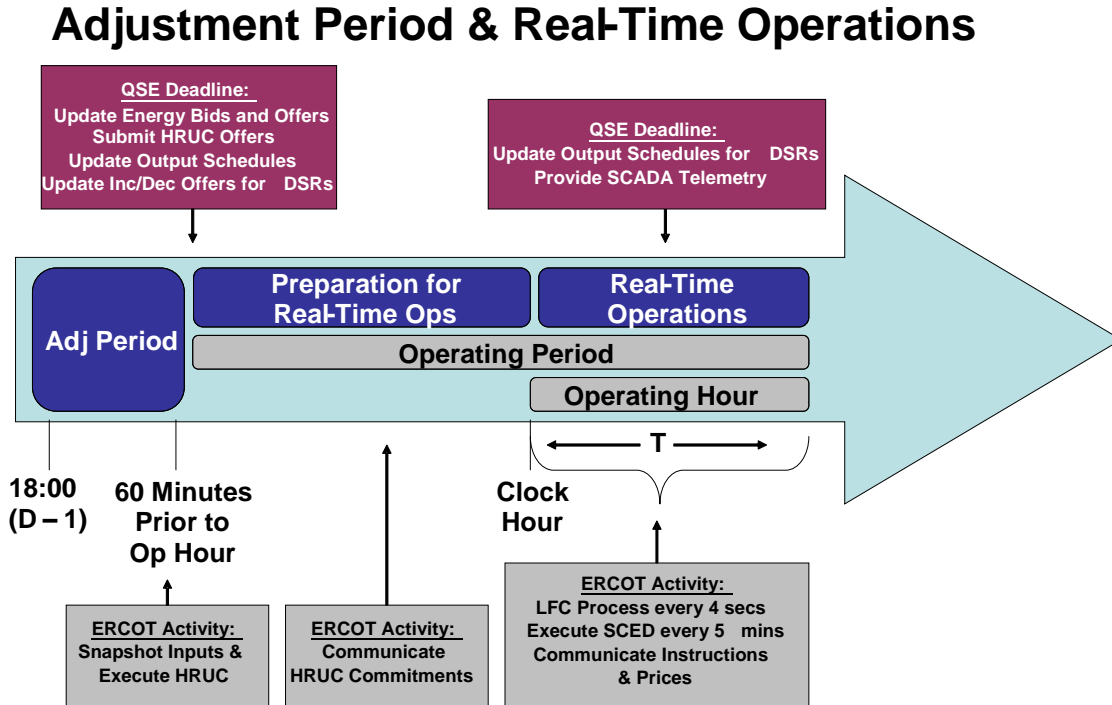 Adjustment Period & Real-Time Operations
QSE Deadline:
Update Energy Bids and Offers
Submit HRUC Offers
Update Output Schedules
Update Inc/Dec Offers for DSRs
QSE Deadline:
Update Output Schedules for DSRs
Provide SCADA Telemetry
Adj Period
Preparation for
Real-Time Ops
Real-Time
Operations
Operating Period
Operating Hour
T
18:00
(D – 1)
60 Minutes
Prior to
Op Hour
Clock
Hour
ERCOT Activity:
Snapshot Inputs &
Execute HRUC
ERCOT Activity:
Communicate
HRUC Commitments
ERCOT Activity:
LFC Process every 4 secs
Execute SCED every 5 mins
Communicate Instructions
& Prices